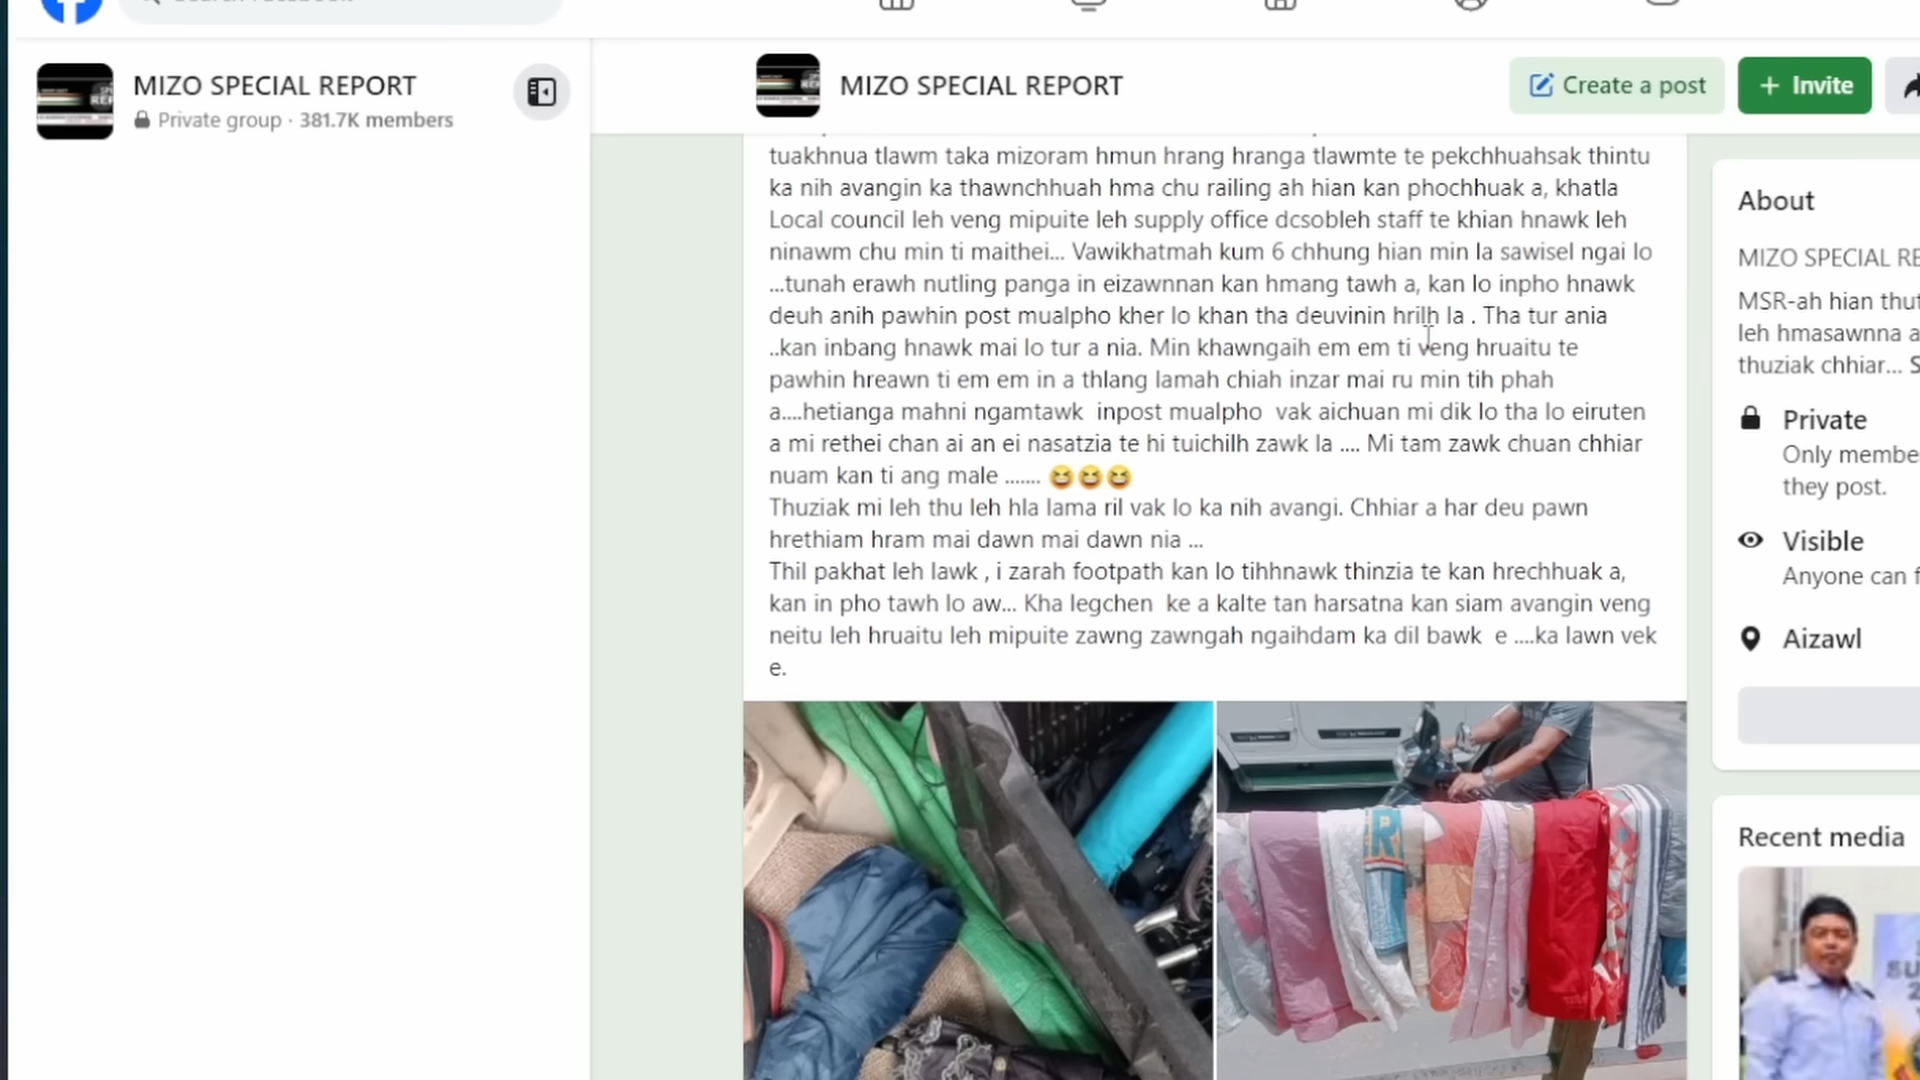 MIZO SPECIAL REPORT
Private group · 381.7K members
MIZO SPECIAL REPORT
Create a post
+ Invite
tuakhnua tlawm taka mizoram hmun hrang hranga tlawmte te pekchhuahsak thintu
ka nih avangin ka thawnchhuah hma chu railing ah hian kan phochhuak a, khatla
Local council leh veng mipuite leh supply office dcsobleh staff te khian hnawk leh
ninawm chu min ti maithei... Vawikhatmah kum 6 chhung hian min la sawisel ngai lo
...tunah erawh nutling panga in eizawnnan kan hmang tawh a, kan lo inpho hnawk
deuh anih pawhin post mualpho kher lo khan tha deuvinin hrilh la . Tha tur ania
..kan inbang hnawk mai lo tur a nia. Min khawngaih em em ti veng hruaitu te
pawhin hreawn ti em em in a thlang lamah chiah inzar mai ru min tih phah
a....hetianga mahni ngamtawk inpost mualpho vak aichuan mi dik lo tha lo eiruten
a mi rethei chan ai an ei nasatzia te hi tuichilh zawk la .... Mi tam zawk chuan chhiar
nuam kan ti ang male ....... 😆😆😆
Thuziak mi leh thu leh hla lama ril vak lo ka nih avangi. Chhiar a har deu pawn
hrethiam hram mai dawn mai dawn nia ...
Thil pakhat leh lawk , i zarah footpath kan lo tihhnawk thinzia te kan hrechhuak a,
kan in pho tawh lo aw... Kha legchen ke a kalte tan harsatna kan siam avangin veng
neitu leh hruaitu leh mipuite zawng zawngah ngaihdam ka dil bawk e ....ka lawn vek
e.
About
MIZO SPECIAL RE
MSR-ah hian thut
leh hmasawnna a
thuziak chhiar... S
Private
Only membe
they post.
Visible
Anyone can f
Aizawl
Recent media